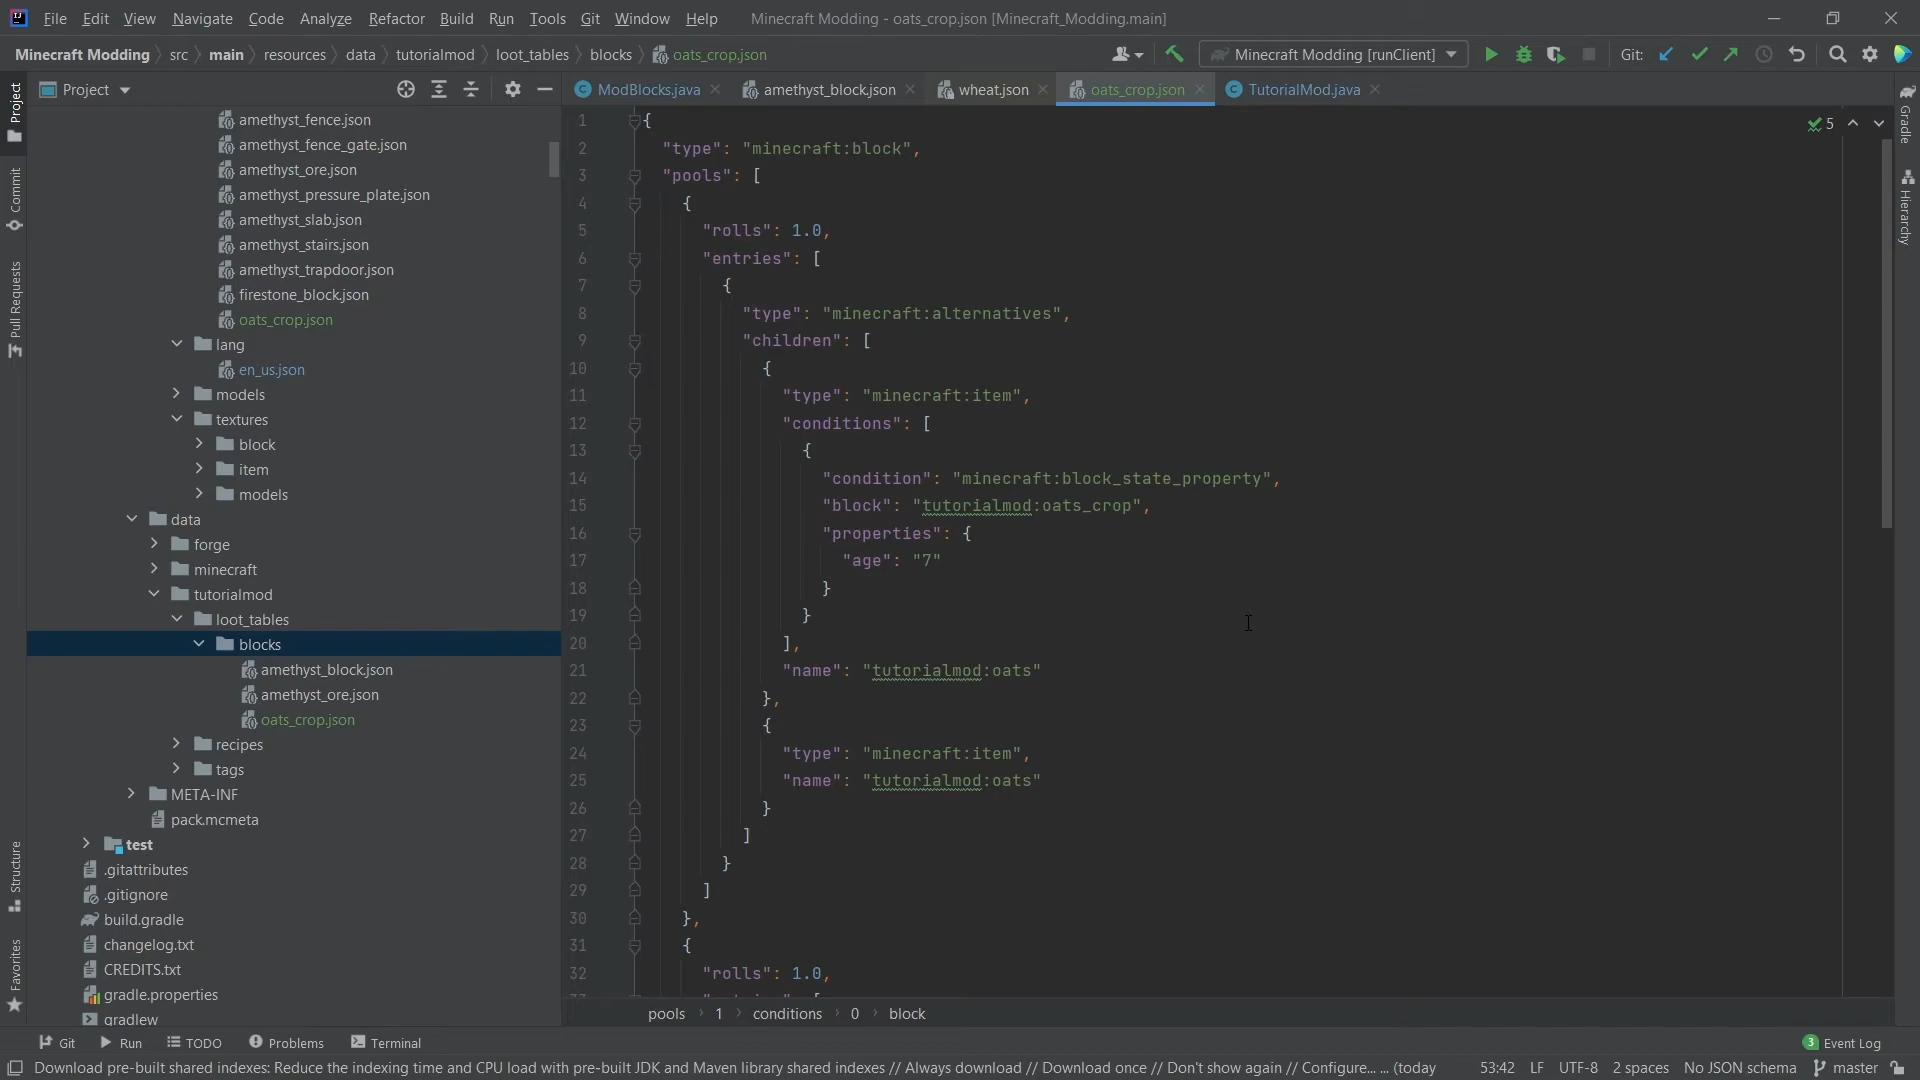 File Edit View Navigate Code Analyze Refactor Build Run Tools Git Window Help Minecraft Modding - oats_crop.json [Minecraft_Modding.main]
Minecraft Modding src main resources data tutorialmod loot_tables blocks oats_crop.json Minecraft Modding [runClient] Git:
Project
ModBlocks.java amethyst_block.json wheat.json oats_crop.json TutorialMod.java
Project
Commit
Pull Requests
Structure
Favorites
amethyst_fence.json
amethyst_fence_gate.json
amethyst_ore.json
amethyst_pressure_plate.json
amethyst_slab.json
amethyst_stairs.json
amethyst_trapdoor.json
firestone_block.json
oats_crop.json
lang
en_us.json
models
textures
block
item
models
data
forge
minecraft
tutorialmod
loot_tables
blocks
amethyst_block.json
amethyst_ore.json
oats_crop.json
recipes
tags
META-INF
pack.mcmeta
test
.gitattributes
.gitignore
build.gradle
changelog.txt
CREDITS.txt
gradle.properties
gradlew
1 {
2 "type": "minecraft:block",
3 "pools": [
4 {
5 "rolls": 1.0,
6 "entries": [
7 {
8 "type": "minecraft:alternatives",
9 "children": [
10 {
11 "type": "minecraft:item",
12 "conditions": [
13 {
14 "condition": "minecraft:block_state_property",
15 "block": "tutorialmod:oats_crop",
16 "properties": {
17 "age": "7"
18 }
19 }
20 ],
21 "name": "tutorialmod:oats"
22 },
23 {
24 "type": "minecraft:item",
25 "name": "tutorialmod:oats"
26 }
27 ]
28 }
29 ]
30 },
31 {
32 "rolls": 1.0,
5
Gradle
Hierarchy
pools 1 conditions 0 block
Git Run TODO Problems Terminal 3 Event Log
Download pre-built shared indexes: Reduce the indexing time and CPU load with pre-built JDK and Maven library shared indexes // Always download // Download once // Don't show again // Configure... ... (today 53:42 LF UTF-8 2 spaces No JSON schema master